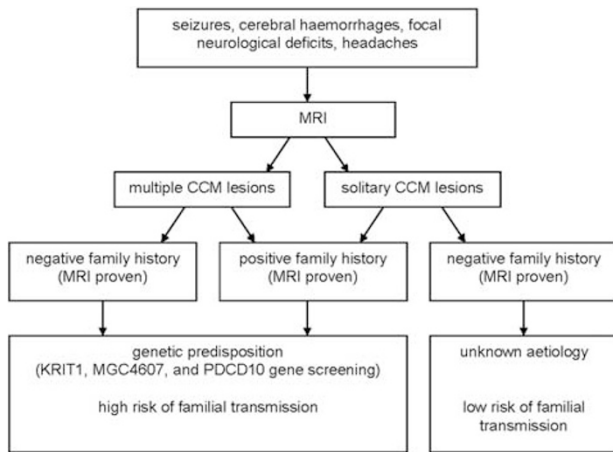 seizures, cerebral haemorrhages, focal
neurological deficits, headaches
MRI
multiple CCM lesions
solitary CCM lesions
negative family history
(MRI proven)
positive family history
(MRI proven)
negative family history
(MRI proven)
genetic predisposition
(KRIT1, MGC4607, and PDCD10 gene screening)
high risk of familial transmission
unknown aetiology
low risk of familial
transmission